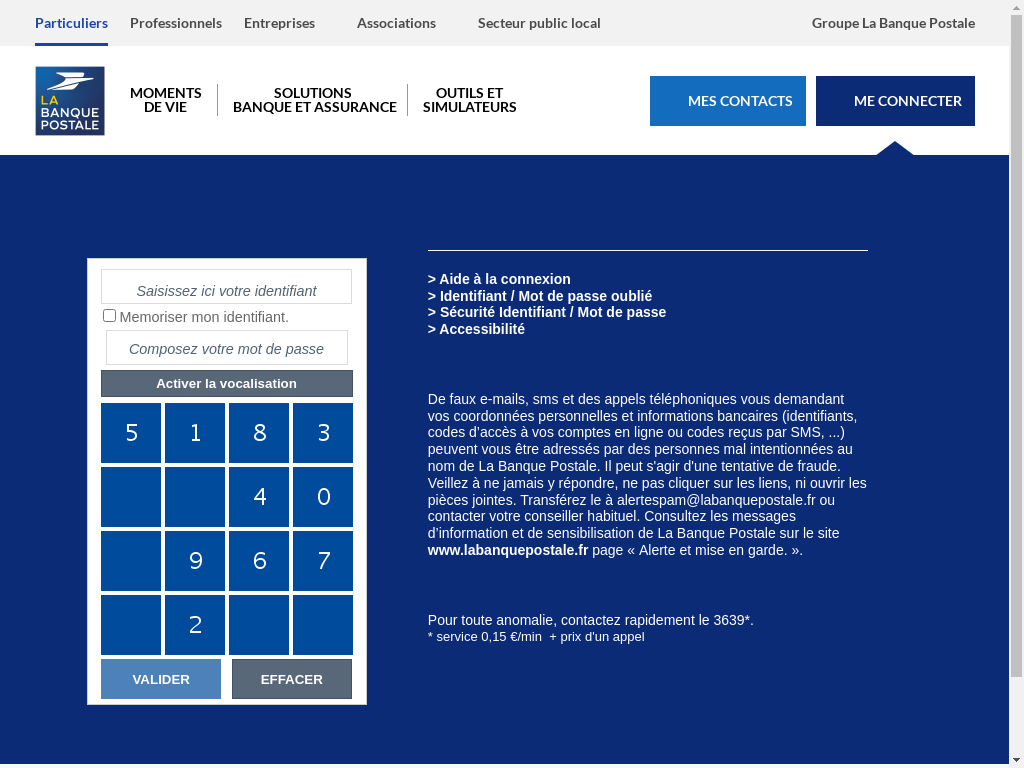 Particuliers
Professionnels
Entreprises
Associations
Secteur public local
Groupe La Banque Postale
LA
BANQUE
POSTALE
MOMENTS
DE VIE
SOLUTIONS
BANQUE ET ASSURANCE
OUTILS ET
SIMULATEURS
MES CONTACTS
ME CONNECTER
Saisissez ici votre identifiant
Memoriser mon identifiant.
Composez votre mot de passe
Activer la vocalisation
5 1 8 3
4 0
9 6 7
2
VALIDER
EFFACER
> Aide à la connexion
> Identifiant / Mot de passe oublié
> Sécurité Identifiant / Mot de passe
> Accessibilité
De faux e-mails, sms et des appels téléphoniques vous demandant
vos coordonnées personnelles et informations bancaires (identifiants,
codes d’accès à vos comptes en ligne ou codes reçus par SMS, ...)
peuvent vous être adressés par des personnes mal intentionnées au
nom de La Banque Postale. Il peut s'agir d'une tentative de fraude.
Veillez à ne jamais y répondre, ne pas cliquer sur les liens, ni ouvrir les
pièces jointes. Transférez le à alertespam@labanquepostale.fr ou
contacter votre conseiller habituel. Consultez les messages
d’information et de sensibilisation de La Banque Postale sur le site
www.labanquepostale.fr page « Alerte et mise en garde. ».
Pour toute anomalie, contactez rapidement le 3639*.
* service 0,15 €/min + prix d'un appel